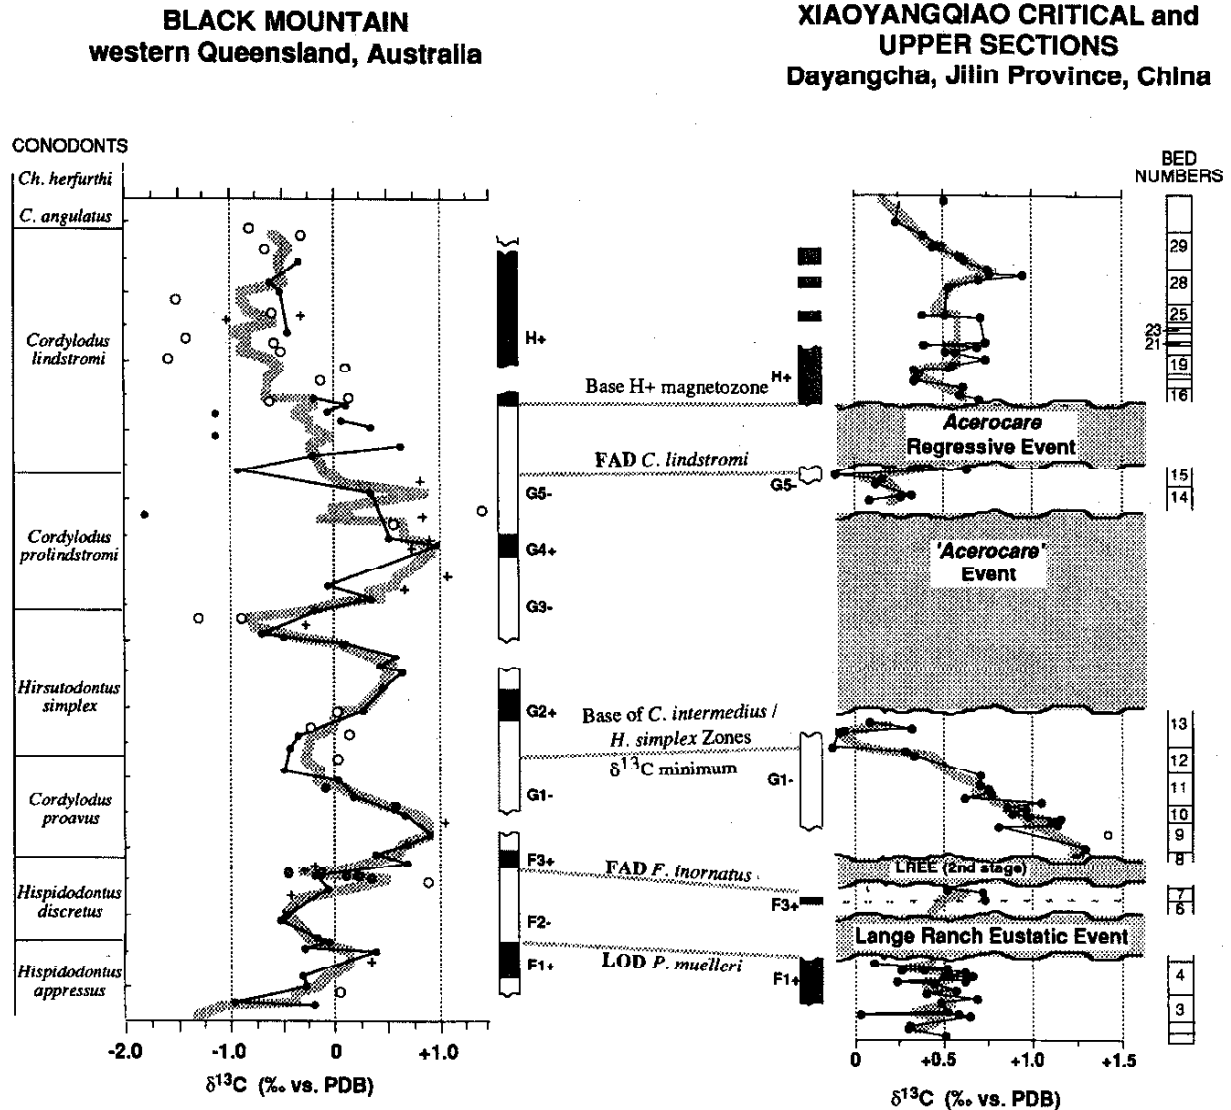 BLACK MOUNTAIN
western Queensland, Australia
XIAOYANGQIAO CRITICAL and
UPPER SECTIONS
Dayangcha, Jilin Province, China
CONODONTS
Ch. herfurthi
C. angulatus
Cordylodus
lindstromi
Cordylodus
prolindstromi
Hirsutodontus
simplex
Cordylodus
proavus
Hispidodontus
discretus
Hispidodontus
appressus
-2.0 -1.0 0 +1.0
δ¹³C (‰ vs. PDB)
H+
G5-
G4+
G3-
G2+
G1-
F3+
F2-
F1+
Base H+ magnetozone
FAD C. lindstromi
Base of C. intermedius /
H. simplex Zones
δ¹³C minimum
FAD F. inornatus
LOD P. muelleri
H+
G5-
G1-
F3+
F1+
Acerocare
Regressive Event
'Acerocare'
Event
LREE (2nd stage)
Lange Ranch Eustatic Event
0 +0.5 +1.0 +1.5
δ¹³C (‰ vs. PDB)
BED
NUMBERS
29
28
25
23
21
19
16
15
14
13
12
11
10
9
8
7
6
4
3